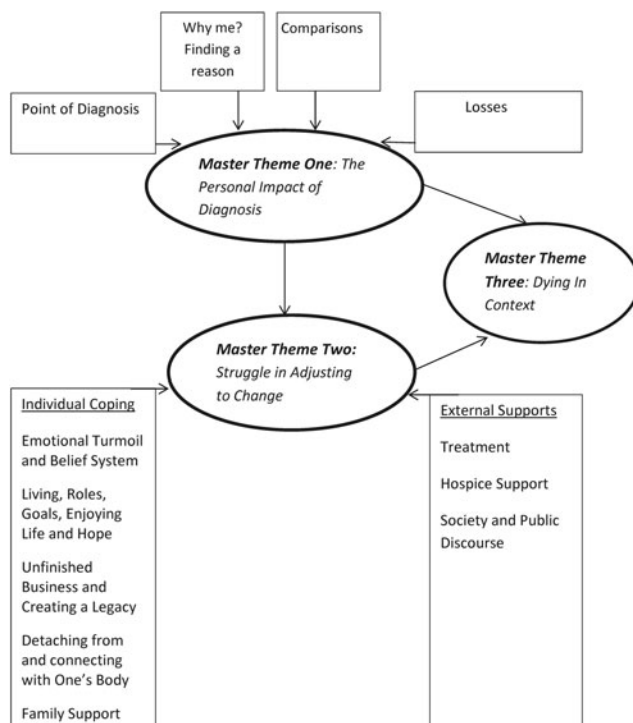 Why me?
Finding a
reason
Comparisons
Point of Diagnosis
Losses
Master Theme One: The
Personal Impact of
Diagnosis
Master Theme
Three: Dying In
Context
Master Theme Two:
Struggle in Adjusting
to Change
Individual Coping
Emotional Turmoil
and Belief System
Living, Roles,
Goals, Enjoying
Life and Hope
Unfinished
Business and
Creating a Legacy
Detaching from
and connecting
with One's Body
Family Support
External Supports
Treatment
Hospice Support
Society and Public
Discourse